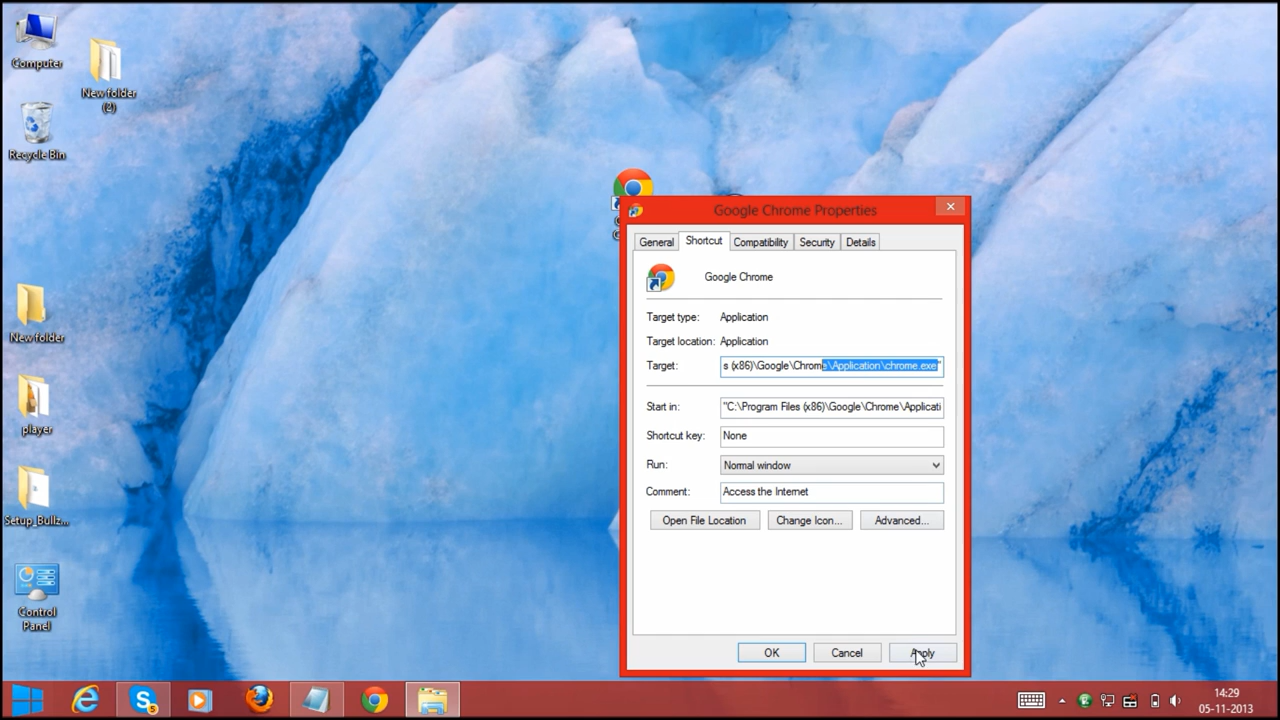 Computer
New folder
(2)
Recycle Bin
New folder
player
Setup_Bullz...
Control
Panel
Google Chrome Properties
General
Shortcut
Compatibility
Security
Details
Google Chrome
Target type:
Application
Target location:
Application
Target:
s (x86)\Google\Chrome\Application\chrome.exe"
Start in:
"C:\Program Files (x86)\Google\Chrome\Applicati
Shortcut key:
None
Run:
Normal window
Comment:
Access the Internet
Open File Location
Change Icon...
Advanced...
OK
Cancel
Apply
S
5
14:29
05-11-2013